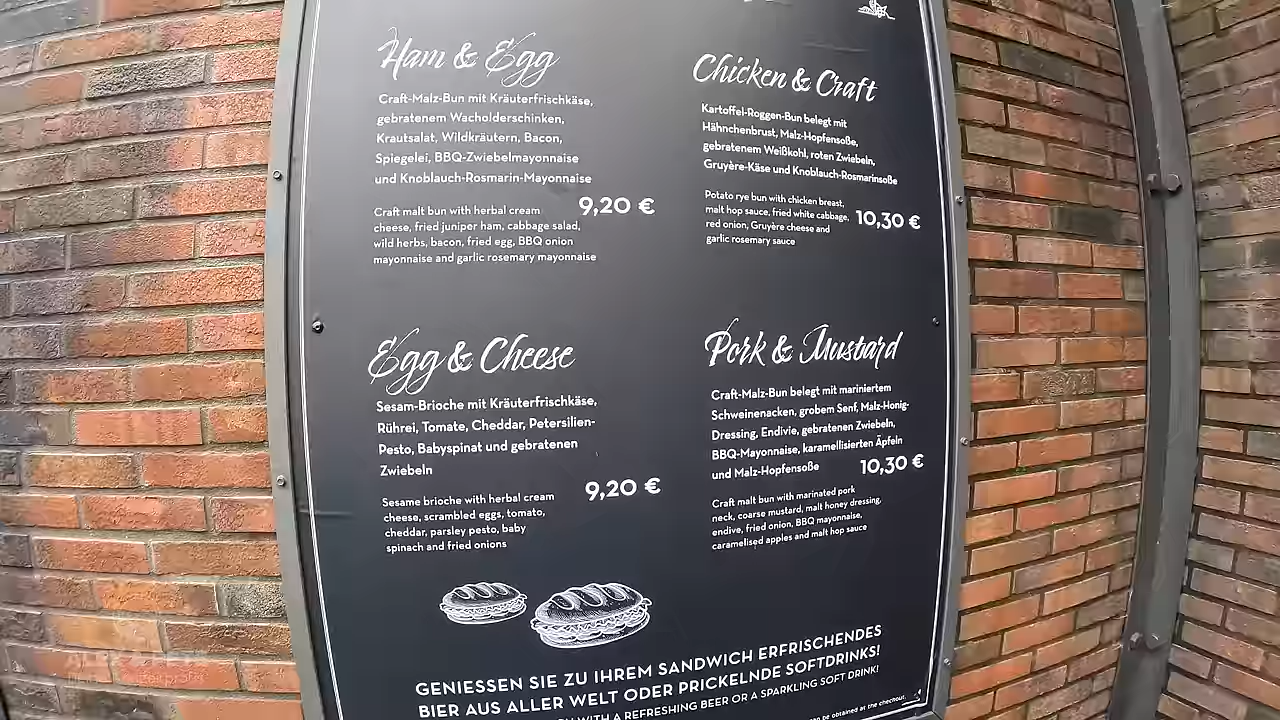 Ham & Egg
Craft-Malz-Bun mit Kräuterfrischkäse,
gebratenem Wacholderschinken,
Krautsalat, Wildkräutern, Bacon,
Spiegelei, BBQ-Zwiebelmayonnaise
und Knoblauch-Rosmarin-Mayonnaise
Craft malt bun with herbal cream
cheese, fried juniper ham, cabbage salad,
wild herbs, bacon, fried egg, BBQ onion
mayonnaise and garlic rosemary mayonnaise
9,20 €
Chicken & Craft
Kartoffel-Roggen-Bun belegt mit
Hähnchenbrust, Malz-Hopfensoße,
gebratenem Weißkohl, roten Zwiebeln,
Gruyère-Käse und Knoblauch-Rosmarinsoße
Potato rye bun with chicken breast,
malt hop sauce, fried white cabbage,
red onion, Gruyère cheese and
garlic rosemary sauce
10,30 €
Egg & Cheese
Sesam-Brioche mit Kräuterfrischkäse,
Rührei, Tomate, Cheddar, Petersilien-
Pesto, Babyspinat und gebratenen
Zwiebeln
Sesame brioche with herbal cream
cheese, scrambled eggs, tomato,
cheddar, parsley pesto, baby
spinach and fried onions
9,20 €
Pork & Mustard
Craft-Malz-Bun belegt mit mariniertem
Schweinenacken, grobem Senf, Malz-Honig-
Dressing, Endivie, gebratenen Zwiebeln,
BBQ-Mayonnaise, karamellisierten Äpfeln
und Malz-Hopfensoße
Craft malt bun with marinated pork
neck, coarse mustard, malt honey dressing,
endive, fried onion, BBQ mayonnaise,
caramelised apples and malt hop sauce
10,30 €
GENIESSEN SIE ZU IHREM SANDWICH ERFRISCHENDES
BIER AUS ALLER WELT ODER PRICKELNDE SOFTDRINKS!
WITH A REFRESHING BEER OR A SPARKLING SOFT DRINK!
can be obtained at the checkout.